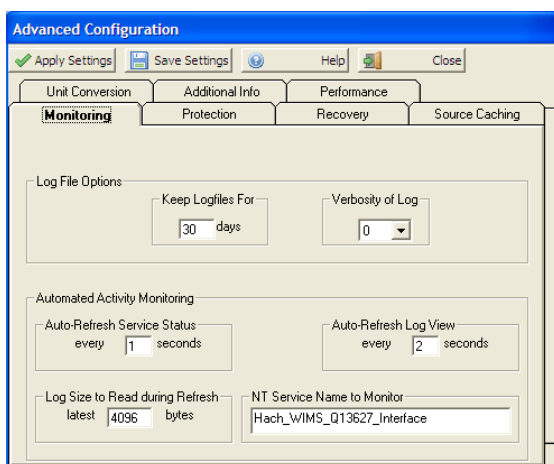 Advanced Configuration
Apply Settings Save Settings Help Close
Unit Conversion Additional Info Performance
Monitoring Protection Recovery Source Caching
Log File Options
Keep Logfiles For Verbosity of Log
30 days 0
Automated Activity Monitoring
Auto-Refresh Service Status Auto-Refresh Log View
every 1 seconds every 2 seconds
Log Size to Read during Refresh NT Service Name to Monitor
latest 4096 bytes Hach_WIMS_Q13627_Interface